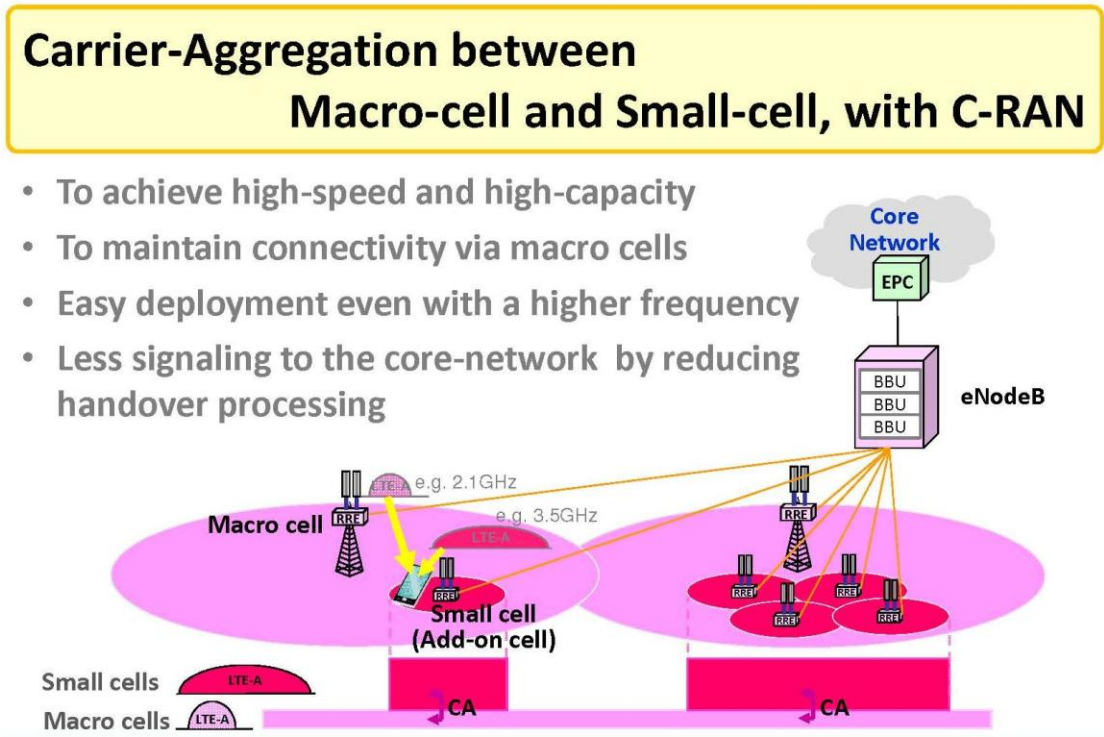 Carrier-Aggregation between
Macro-cell and Small-cell, with C-RAN
• To achieve high-speed and high-capacity
• To maintain connectivity via macro cells
• Easy deployment even with a higher frequency
• Less signaling to the core-network by reducing
handover processing
Core
Network
EPC
BBU
BBU
BBU
eNodeB
LTE-A
e.g. 2.1GHz
Macro cell
RRE
e.g. 3.5GHz
LTE-A
RRE
RRE
Small cell
(Add-on cell)
RRE
RRE
RRE
RRE
Small cells
LTE-A
Macro cells
LTE-A
CA
CA